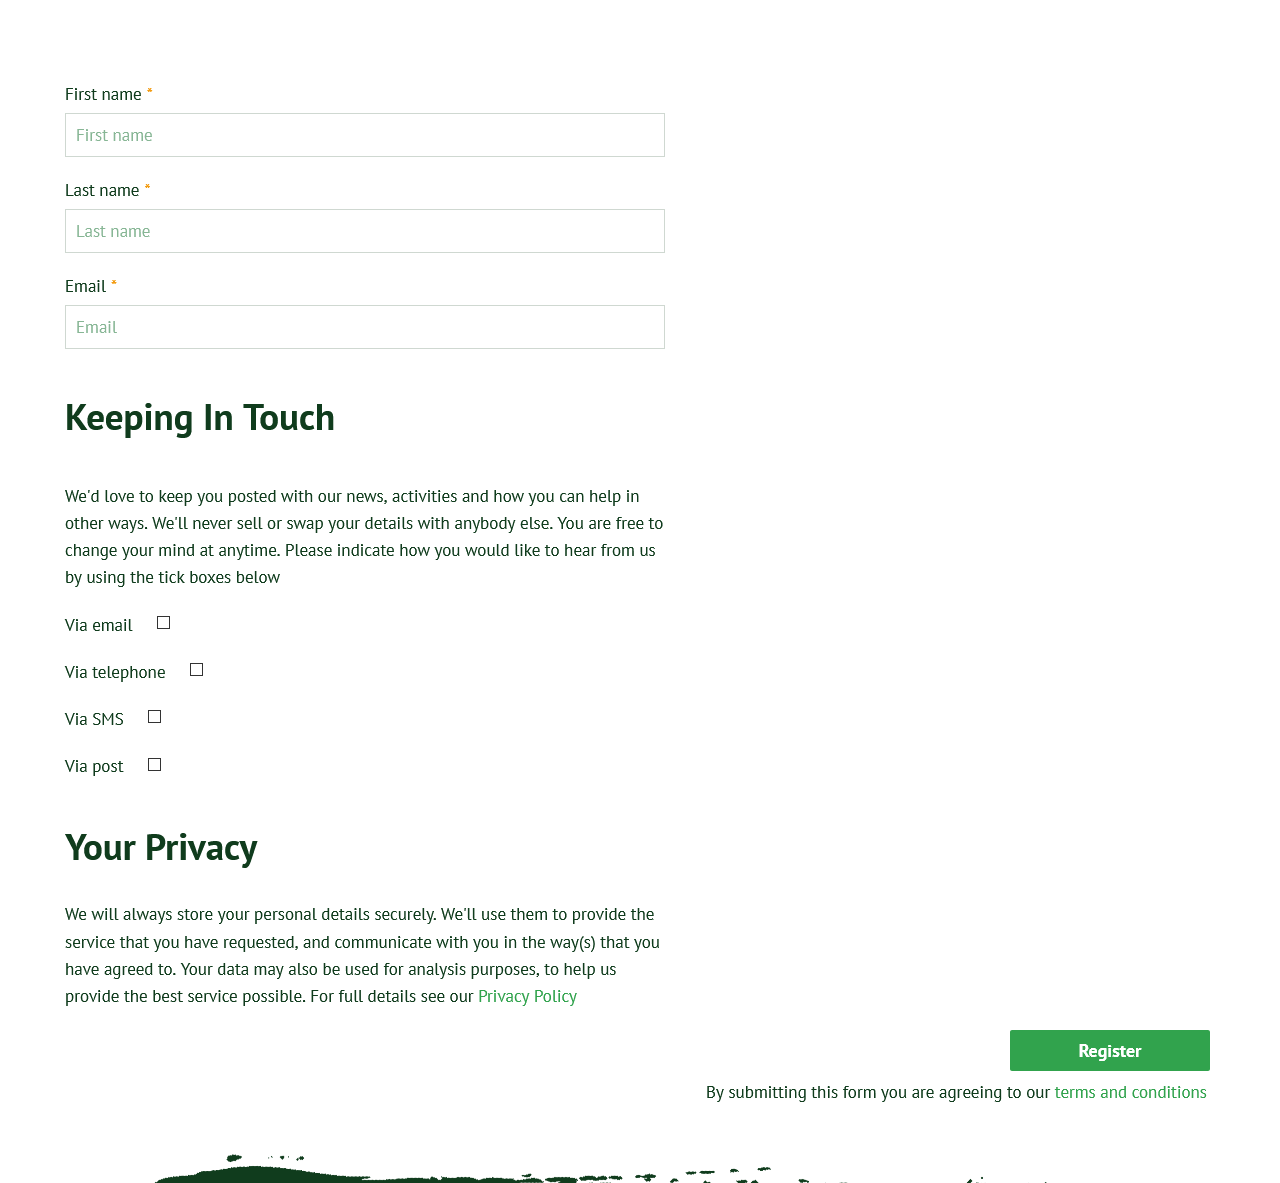 First name *
First name
Last name *
Last name
Email *
Email
Keeping In Touch
We'd love to keep you posted with our news, activities and how you can help in
other ways. We'll never sell or swap your details with anybody else. You are free to
change your mind at anytime. Please indicate how you would like to hear from us
by using the tick boxes below
Via email
Via telephone
Via SMS
Via post
Your Privacy
We will always store your personal details securely. We'll use them to provide the
service that you have requested, and communicate with you in the way(s) that you
have agreed to. Your data may also be used for analysis purposes, to help us
provide the best service possible. For full details see our Privacy Policy
Register
By submitting this form you are agreeing to our terms and conditions